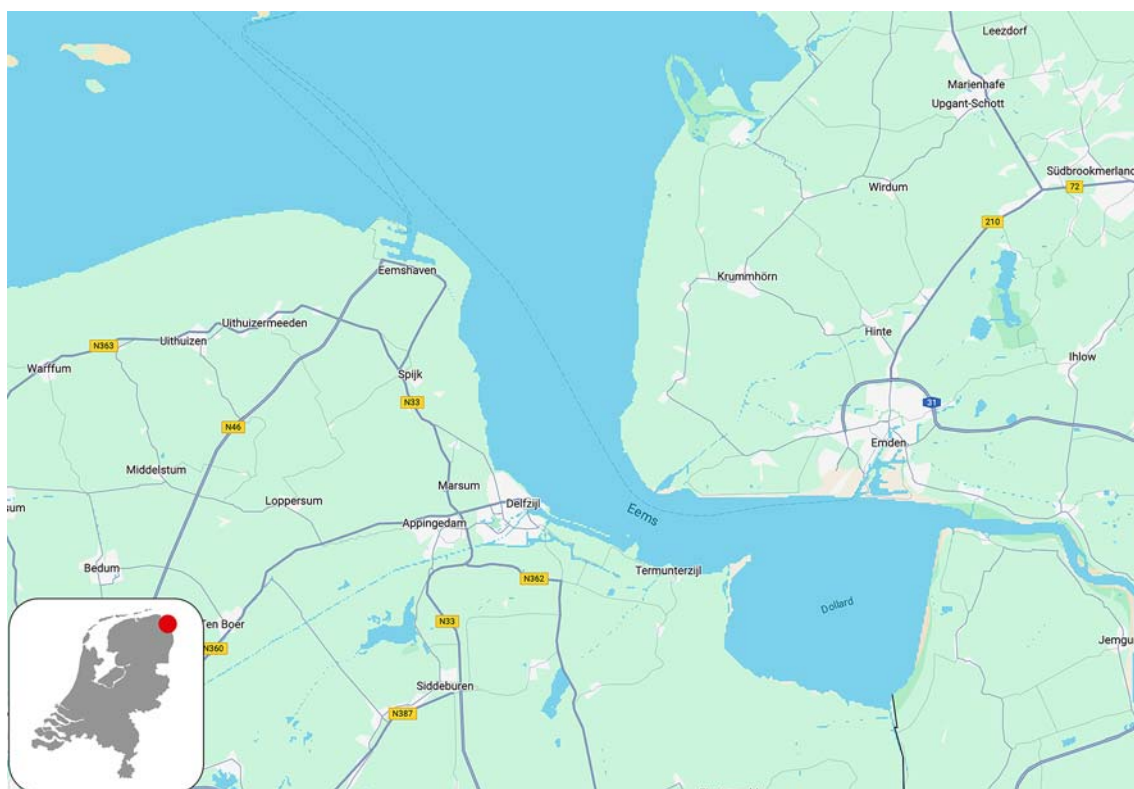 Leezdorf
Marienhafe
Upgant-Schott
Südbrookmerland
72
Wirdum
210
Eemshaven
Krummhörn
Uithuizermeeden
Hinte
Uithuizen
N363
Ihlow
Warffum
Spijk
N33
31
N46
Emden
Middelstum
Marsum
Loppersum
Delfzijl
sum
Eems
Appingedam
Bedum
Termunterzijl
N362
Dollard
Ten Boer
N33
N360
Jemgu
Siddeburen
N387